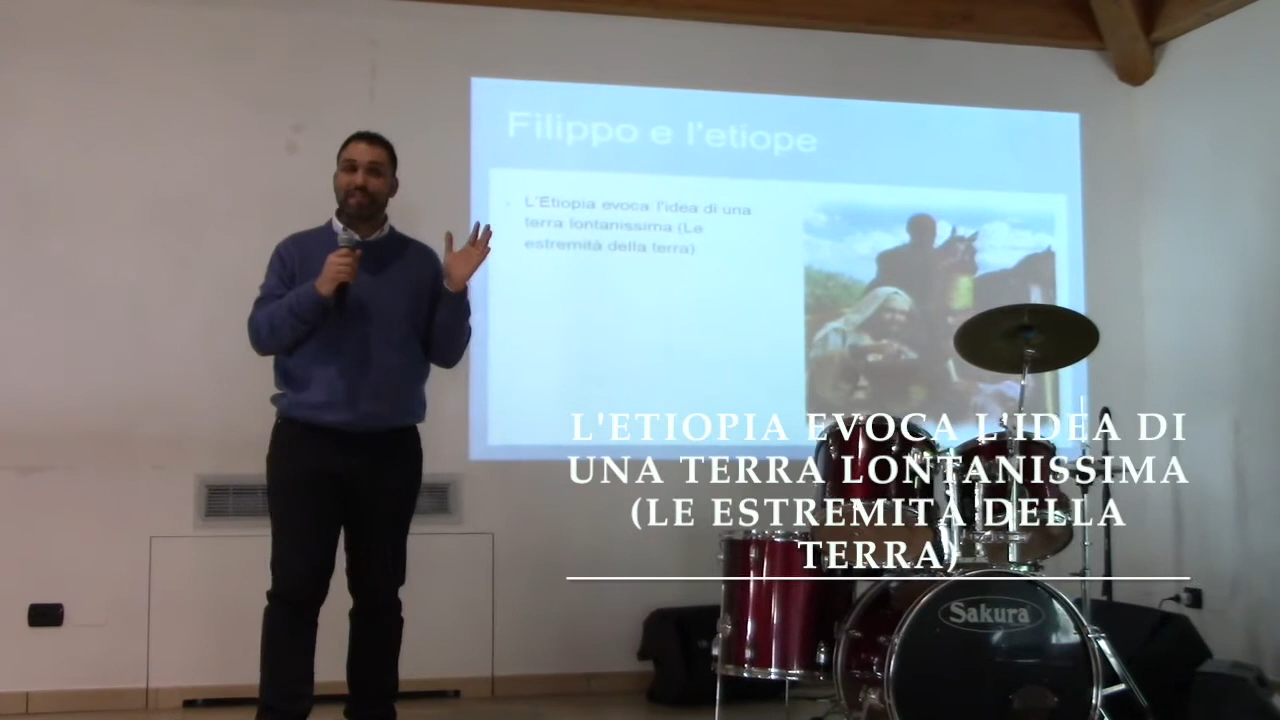 Filippo e l'etiope
L'Etiopia evoca l'idea di una
terra lontanissima (Le
estremità della terra)
L'ETIOPIA EVOCA L'IDEA DI
UNA TERRA LONTANISSIMA
(LE ESTREMITÀ DELLA
TERRA)
Sakura